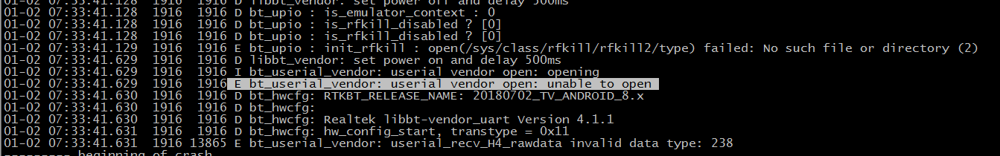 01-02 07:33:41.128  1916  1916 D libbt_vendor: set power off and delay 500ms
01-02 07:33:41.128  1916  1916 D bt_upio : is_emulator_context : 0
01-02 07:33:41.128  1916  1916 D bt_upio : is_rfkill_disabled ? [0]
01-02 07:33:41.128  1916  1916 D bt_upio : is_rfkill_disabled ? [0]
01-02 07:33:41.129  1916  1916 E bt_upio : init_rfkill : open(/sys/class/rfkill/rfkill2/type) failed: No such file or directory (2)
01-02 07:33:41.629  1916  1916 D libbt_vendor: set power on and delay 500ms
01-02 07:33:41.629  1916  1916 I bt_userial_vendor: userial vendor open: opening
01-02 07:33:41.629  1916  1916 E bt_userial_vendor: userial vendor open: unable to open
01-02 07:33:41.630  1916  1916 D bt_hwcfg: RTKBT_RELEASE_NAME: 20180702_TV_ANDROID_8.x
01-02 07:33:41.630  1916  1916 D bt_hwcfg:
01-02 07:33:41.630  1916  1916 D bt_hwcfg: Realtek libbt-vendor_uart Version 4.1.1
01-02 07:33:41.631  1916  1916 D bt_hwcfg: hw_config_start, transtype = 0x11
01-02 07:33:41.631  1916 13865 E bt_userial_vendor: userial_recv_H4_rawdata invalid data type: 238
--------- beginning of crash